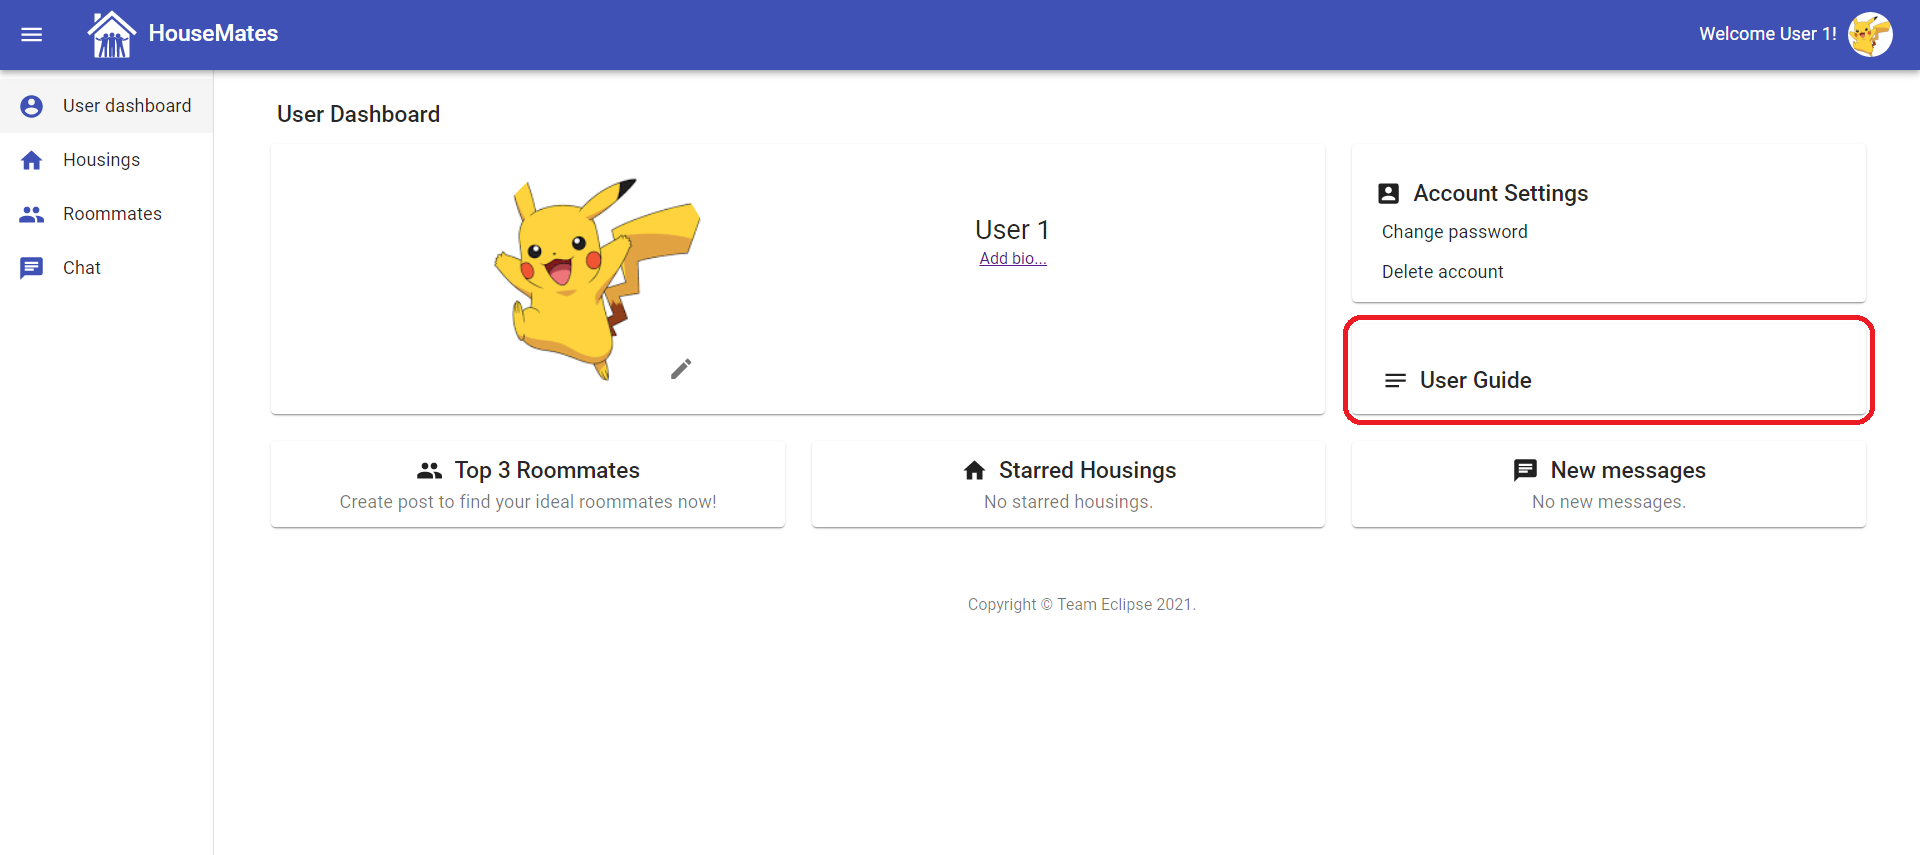 HouseMates
Welcome User 1!
User dashboard
Housings
Roommates
Chat
User Dashboard
User 1
Add bio...
Account Settings
Change password
Delete account
User Guide
Top 3 Roommates
Create post to find your ideal roommates now!
Starred Housings
No starred housings.
New messages
No new messages.
Copyright © Team Eclipse 2021.